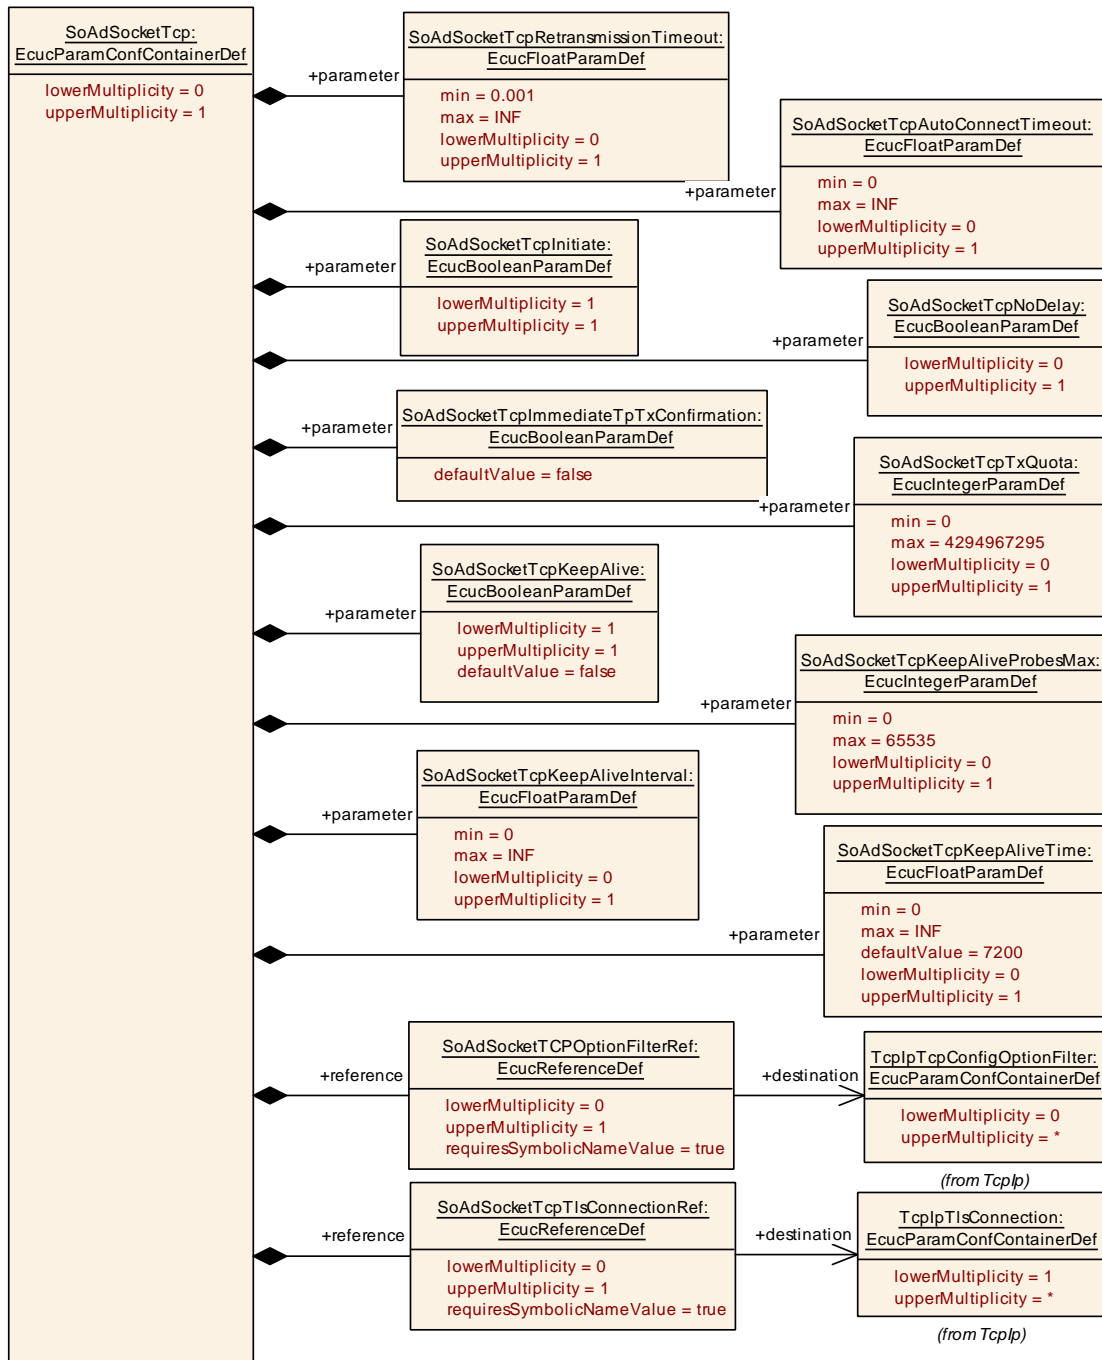 SoAdSocketTcp:
EcucParamConfContainerDef
lowerMultiplicity = 0
upperMultiplicity = 1
+parameter
SoAdSocketTcpRetransmissionTimeout:
EcucFloatParamDef
min = 0.001
max = INF
lowerMultiplicity = 0
upperMultiplicity = 1
+parameter
SoAdSocketTcpAutoConnectTimeout:
EcucFloatParamDef
min = 0
max = INF
lowerMultiplicity = 0
upperMultiplicity = 1
+parameter
SoAdSocketTcpInitiate:
EcucBooleanParamDef
lowerMultiplicity = 1
upperMultiplicity = 1
+parameter
SoAdSocketTcpNoDelay:
EcucBooleanParamDef
lowerMultiplicity = 0
upperMultiplicity = 1
+parameter
SoAdSocketTcpImmediateTpTxConfirmation:
EcucBooleanParamDef
defaultValue = false
+parameter
SoAdSocketTcpTxQuota:
EcucIntegerParamDef
min = 0
max = 4294967295
lowerMultiplicity = 0
upperMultiplicity = 1
+parameter
SoAdSocketTcpKeepAlive:
EcucBooleanParamDef
lowerMultiplicity = 1
upperMultiplicity = 1
defaultValue = false
+parameter
SoAdSocketTcpKeepAliveProbesMax:
EcucIntegerParamDef
min = 0
max = 65535
lowerMultiplicity = 0
upperMultiplicity = 1
+parameter
SoAdSocketTcpKeepAliveInterval:
EcucFloatParamDef
min = 0
max = INF
lowerMultiplicity = 0
upperMultiplicity = 1
+parameter
SoAdSocketTcpKeepAliveTime:
EcucFloatParamDef
min = 0
max = INF
defaultValue = 7200
lowerMultiplicity = 0
upperMultiplicity = 1
+reference
SoAdSocketTCPOptionFilterRef:
EcucReferenceDef
lowerMultiplicity = 0
upperMultiplicity = 1
requiresSymbolicNameValue = true
+destination
TcpIpTcpConfigOptionFilter:
EcucParamConfContainerDef
lowerMultiplicity = 0
upperMultiplicity = *
(from TcpIp)
+reference
SoAdSocketTcpTlsConnectionRef:
EcucReferenceDef
lowerMultiplicity = 0
upperMultiplicity = 1
requiresSymbolicNameValue = true
+destination
TcpIpTlsConnection:
EcucParamConfContainerDef
lowerMultiplicity = 1
upperMultiplicity = *
(from TcpIp)